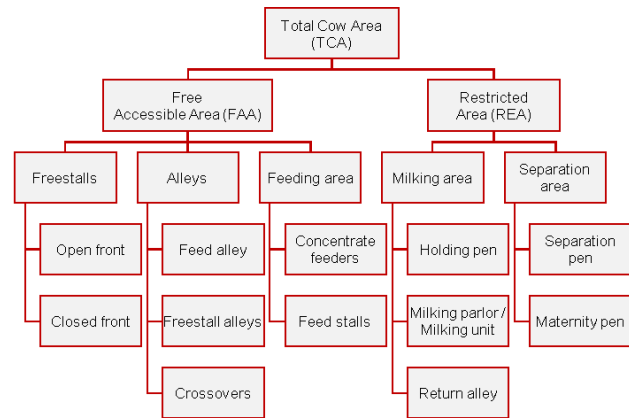 Total Cow Area
(TCA)
Free
Accessible Area (FAA)
Restricted
Area (REA)
Freestalls
Alleys
Feeding area
Milking area
Separation
area
Open front
Feed alley
Concentrate
feeders
Holding pen
Separation
pen
Closed front
Freestall alleys
Feed stalls
Milking parlor /
Milking unit
Maternity pen
Crossovers
Return alley